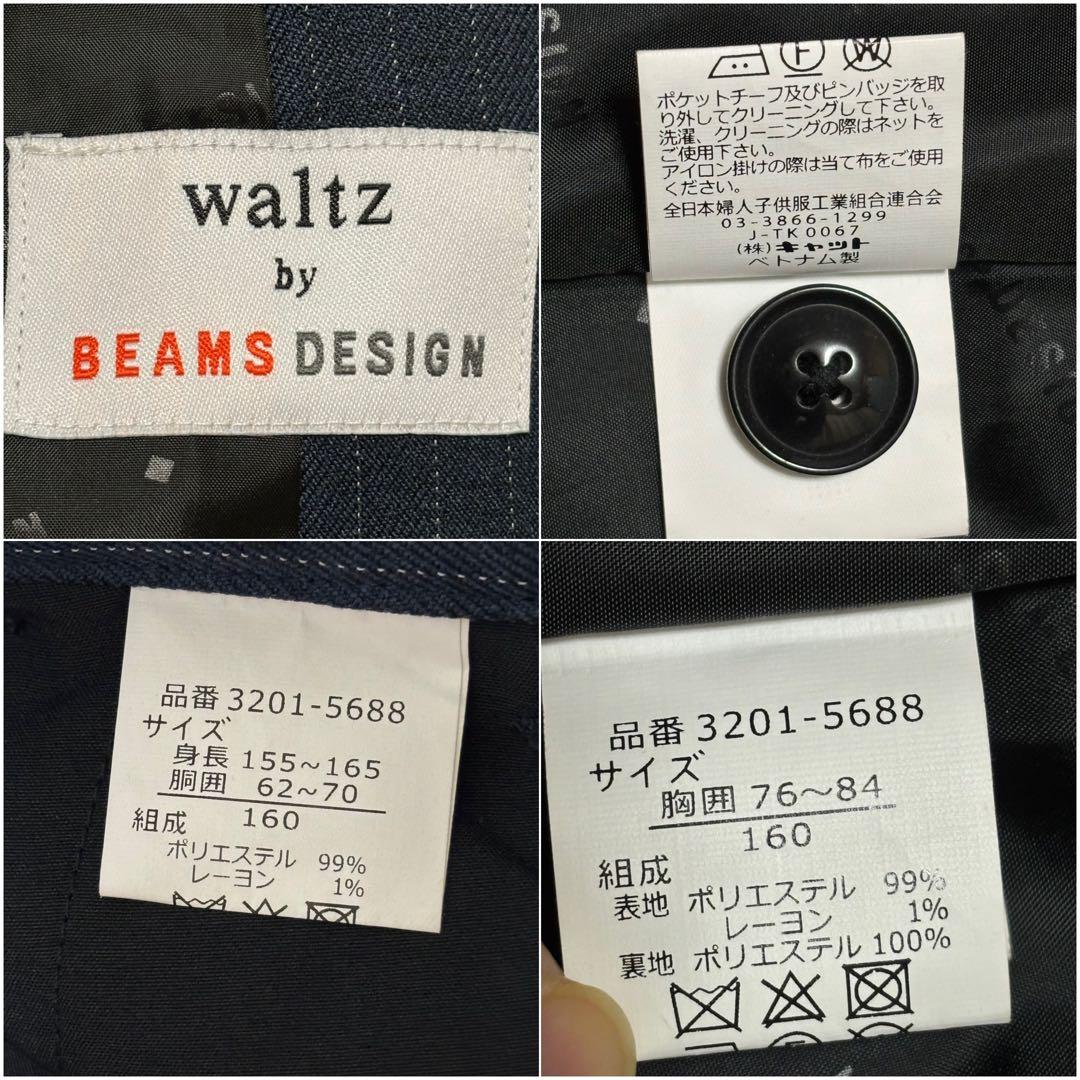 waltz
by
BEAMS DESIGN
F
W
ポケットチーフ及びピンバッジを取
り外してクリーニングして下さい。
洗濯、クリーニングの際はネットを
ご使用下さい。
アイロン掛けの際は当て布をご使用
ください。
全日本婦人子供服工業組合連合会
03-3866-1299
J-TK0067
(株)キャット
ベトナム製
品番 3201-5688
サイズ
身長 155～165
胴囲 62～70
160
組成
ポリエステル 99%
レーヨン 1%
品番 3201-5688
サイズ
胸囲 76～84
160
組成
表地 ポリエステル 99%
レーヨン 1%
裏地 ポリエステル 100%